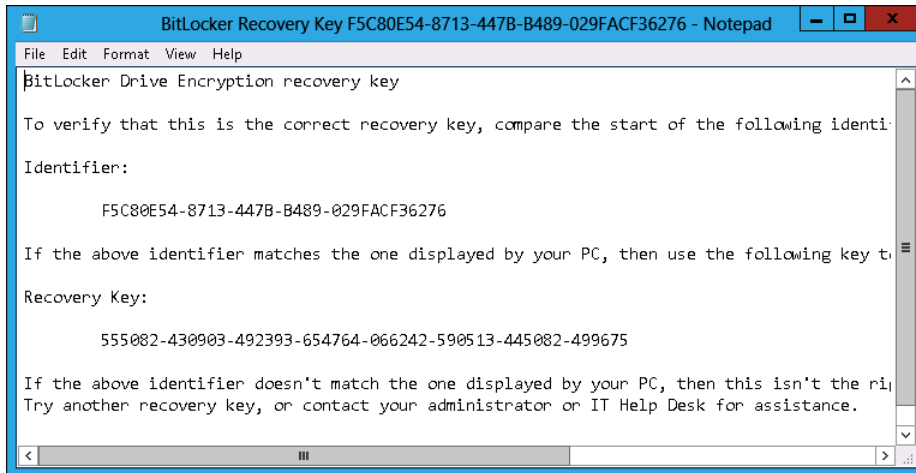 BitLocker Recovery Key F5C80E54-8713-447B-B489-029FACF36276 - Notepad
File Edit Format View Help
BitLocker Drive Encryption recovery key
To verify that this is the correct recovery key, compare the start of the following
Identifier:
F5C80E54-8713-447B-B489-029FACF36276
If the above identifier matches the one displayed by your PC, then use the following key
Recovery Key:
555082-430903-492393-654764-066242-590513-445082-499675
If the above identifier doesn't match the one displayed by your PC, then this isn't the
Try another recovery key, or contact your administrator or IT Help Desk for assistance.